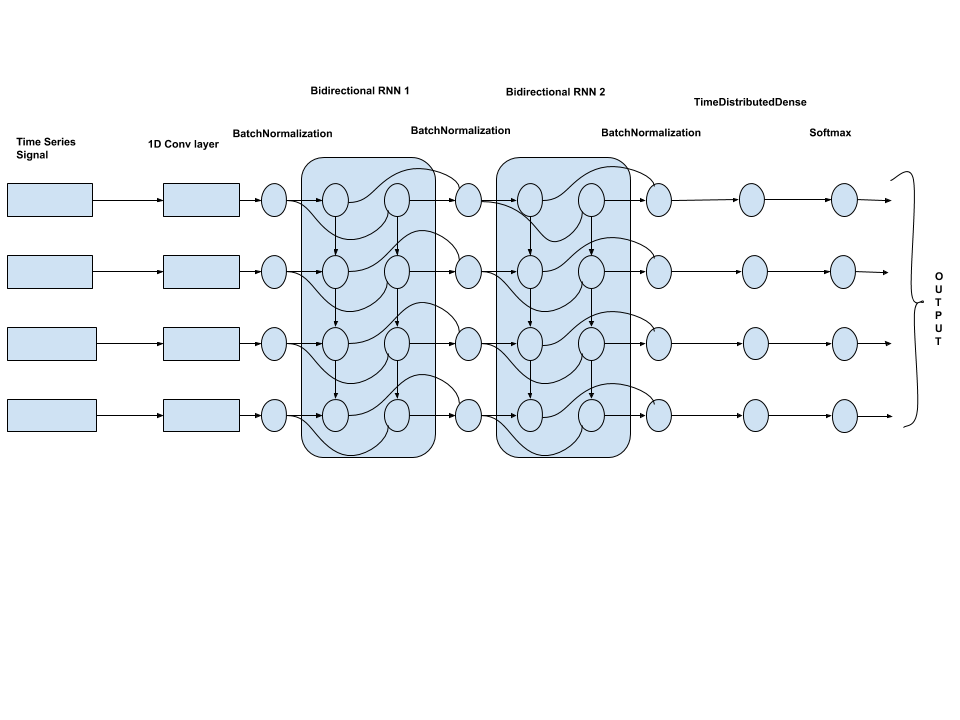 Bidirectional RNN 1
Bidirectional RNN 2
TimeDistributedDense
Time Series
Signal
1D Conv layer
BatchNormalization
BatchNormalization
BatchNormalization
Softmax
O
U
T
P
U
T